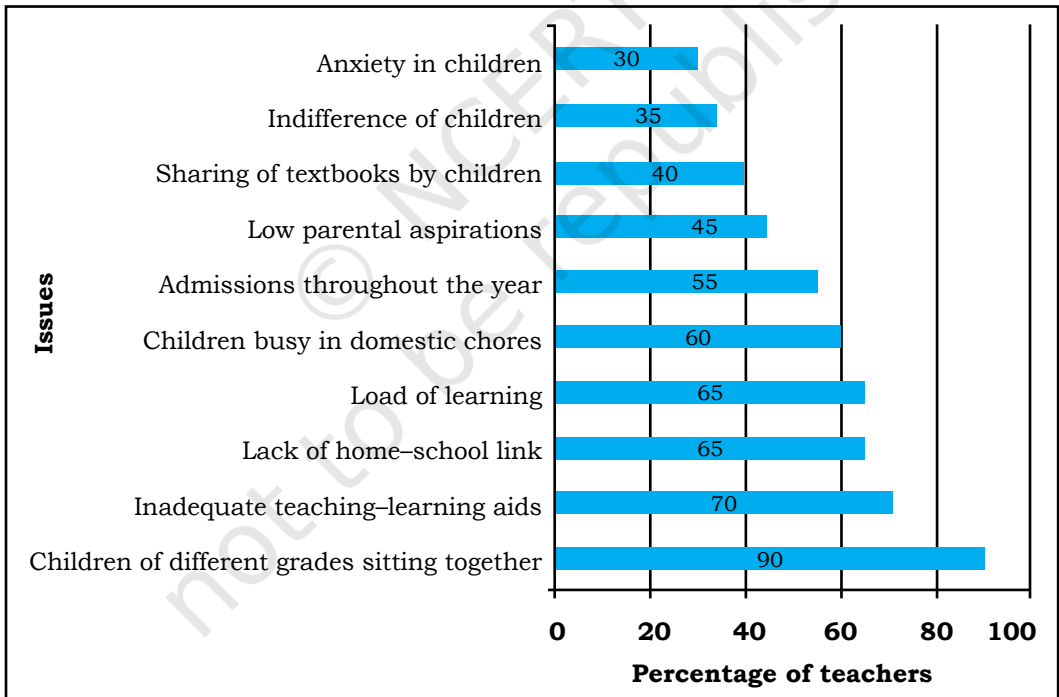 Anxiety in children 30
Indifference of children 35
Sharing of textbooks by children 40
Low parental aspirations 45
Admissions throughout the year 55
Children busy in domestic chores 60
Load of learning 65
Lack of home–school link 65
Inadequate teaching–learning aids 70
Children of different grades sitting together 90
Issues
0 20 40 60 80 100
Percentage of teachers
© NCERT
not to be republis